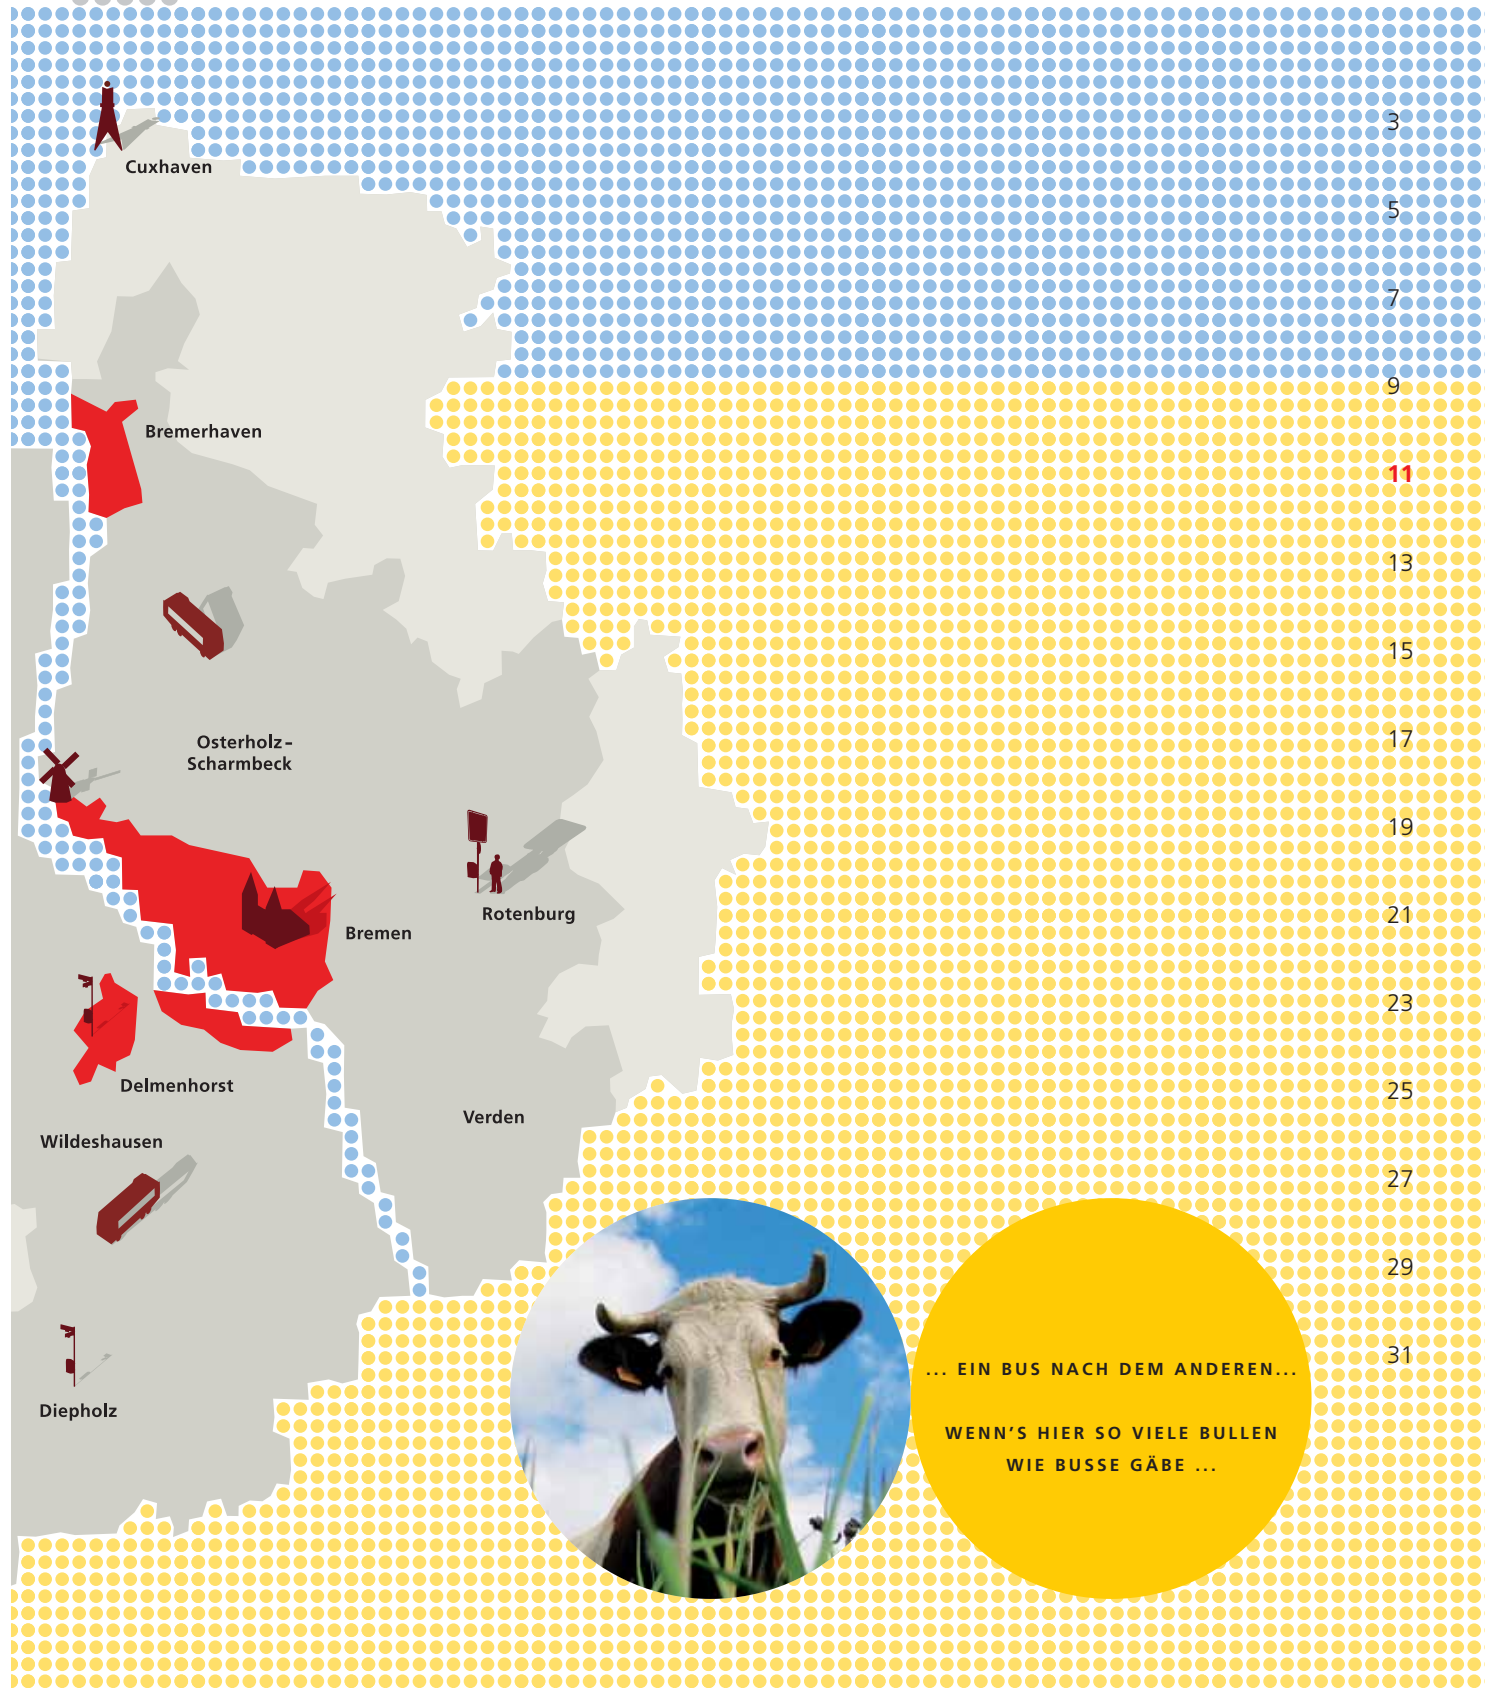 3
Cuxhaven
5
7
9
Bremerhaven
11
13
15
17
Osterholz-
Scharmbeck
19
Rotenburg
21
Bremen
23
Delmenhorst
25
Verden
Wildeshausen
27
29
31
... EIN BUS NACH DEM ANDEREN...
Diepholz
WENN'S HIER SO VIELE BULLEN
WIE BUSSE GÄBE ...